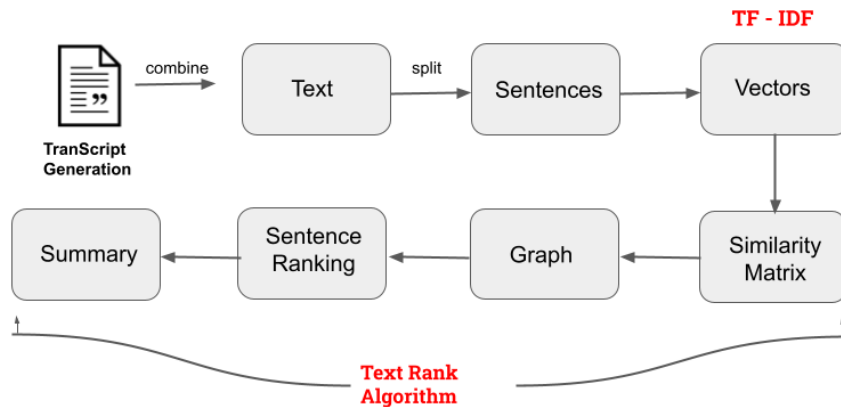 TF - IDF
combine
Text
split
Sentences
Vectors
TranScript
Generation
Summary
Sentence
Ranking
Graph
Similarity
Matrix
Text Rank
Algorithm